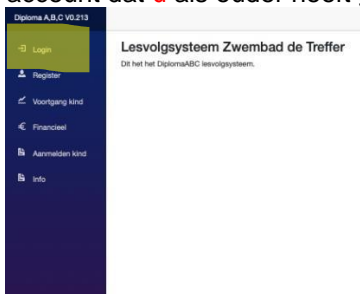 account dat u als ouder heeft
Diploma A,B,C V0.213
Login
Register
Voortgang kind
Financieel
Aanmelden kind
Info
Lesvolgsysteem Zwembad de Treffer
Dit het het DiplomaABC lesvolgsysteem.